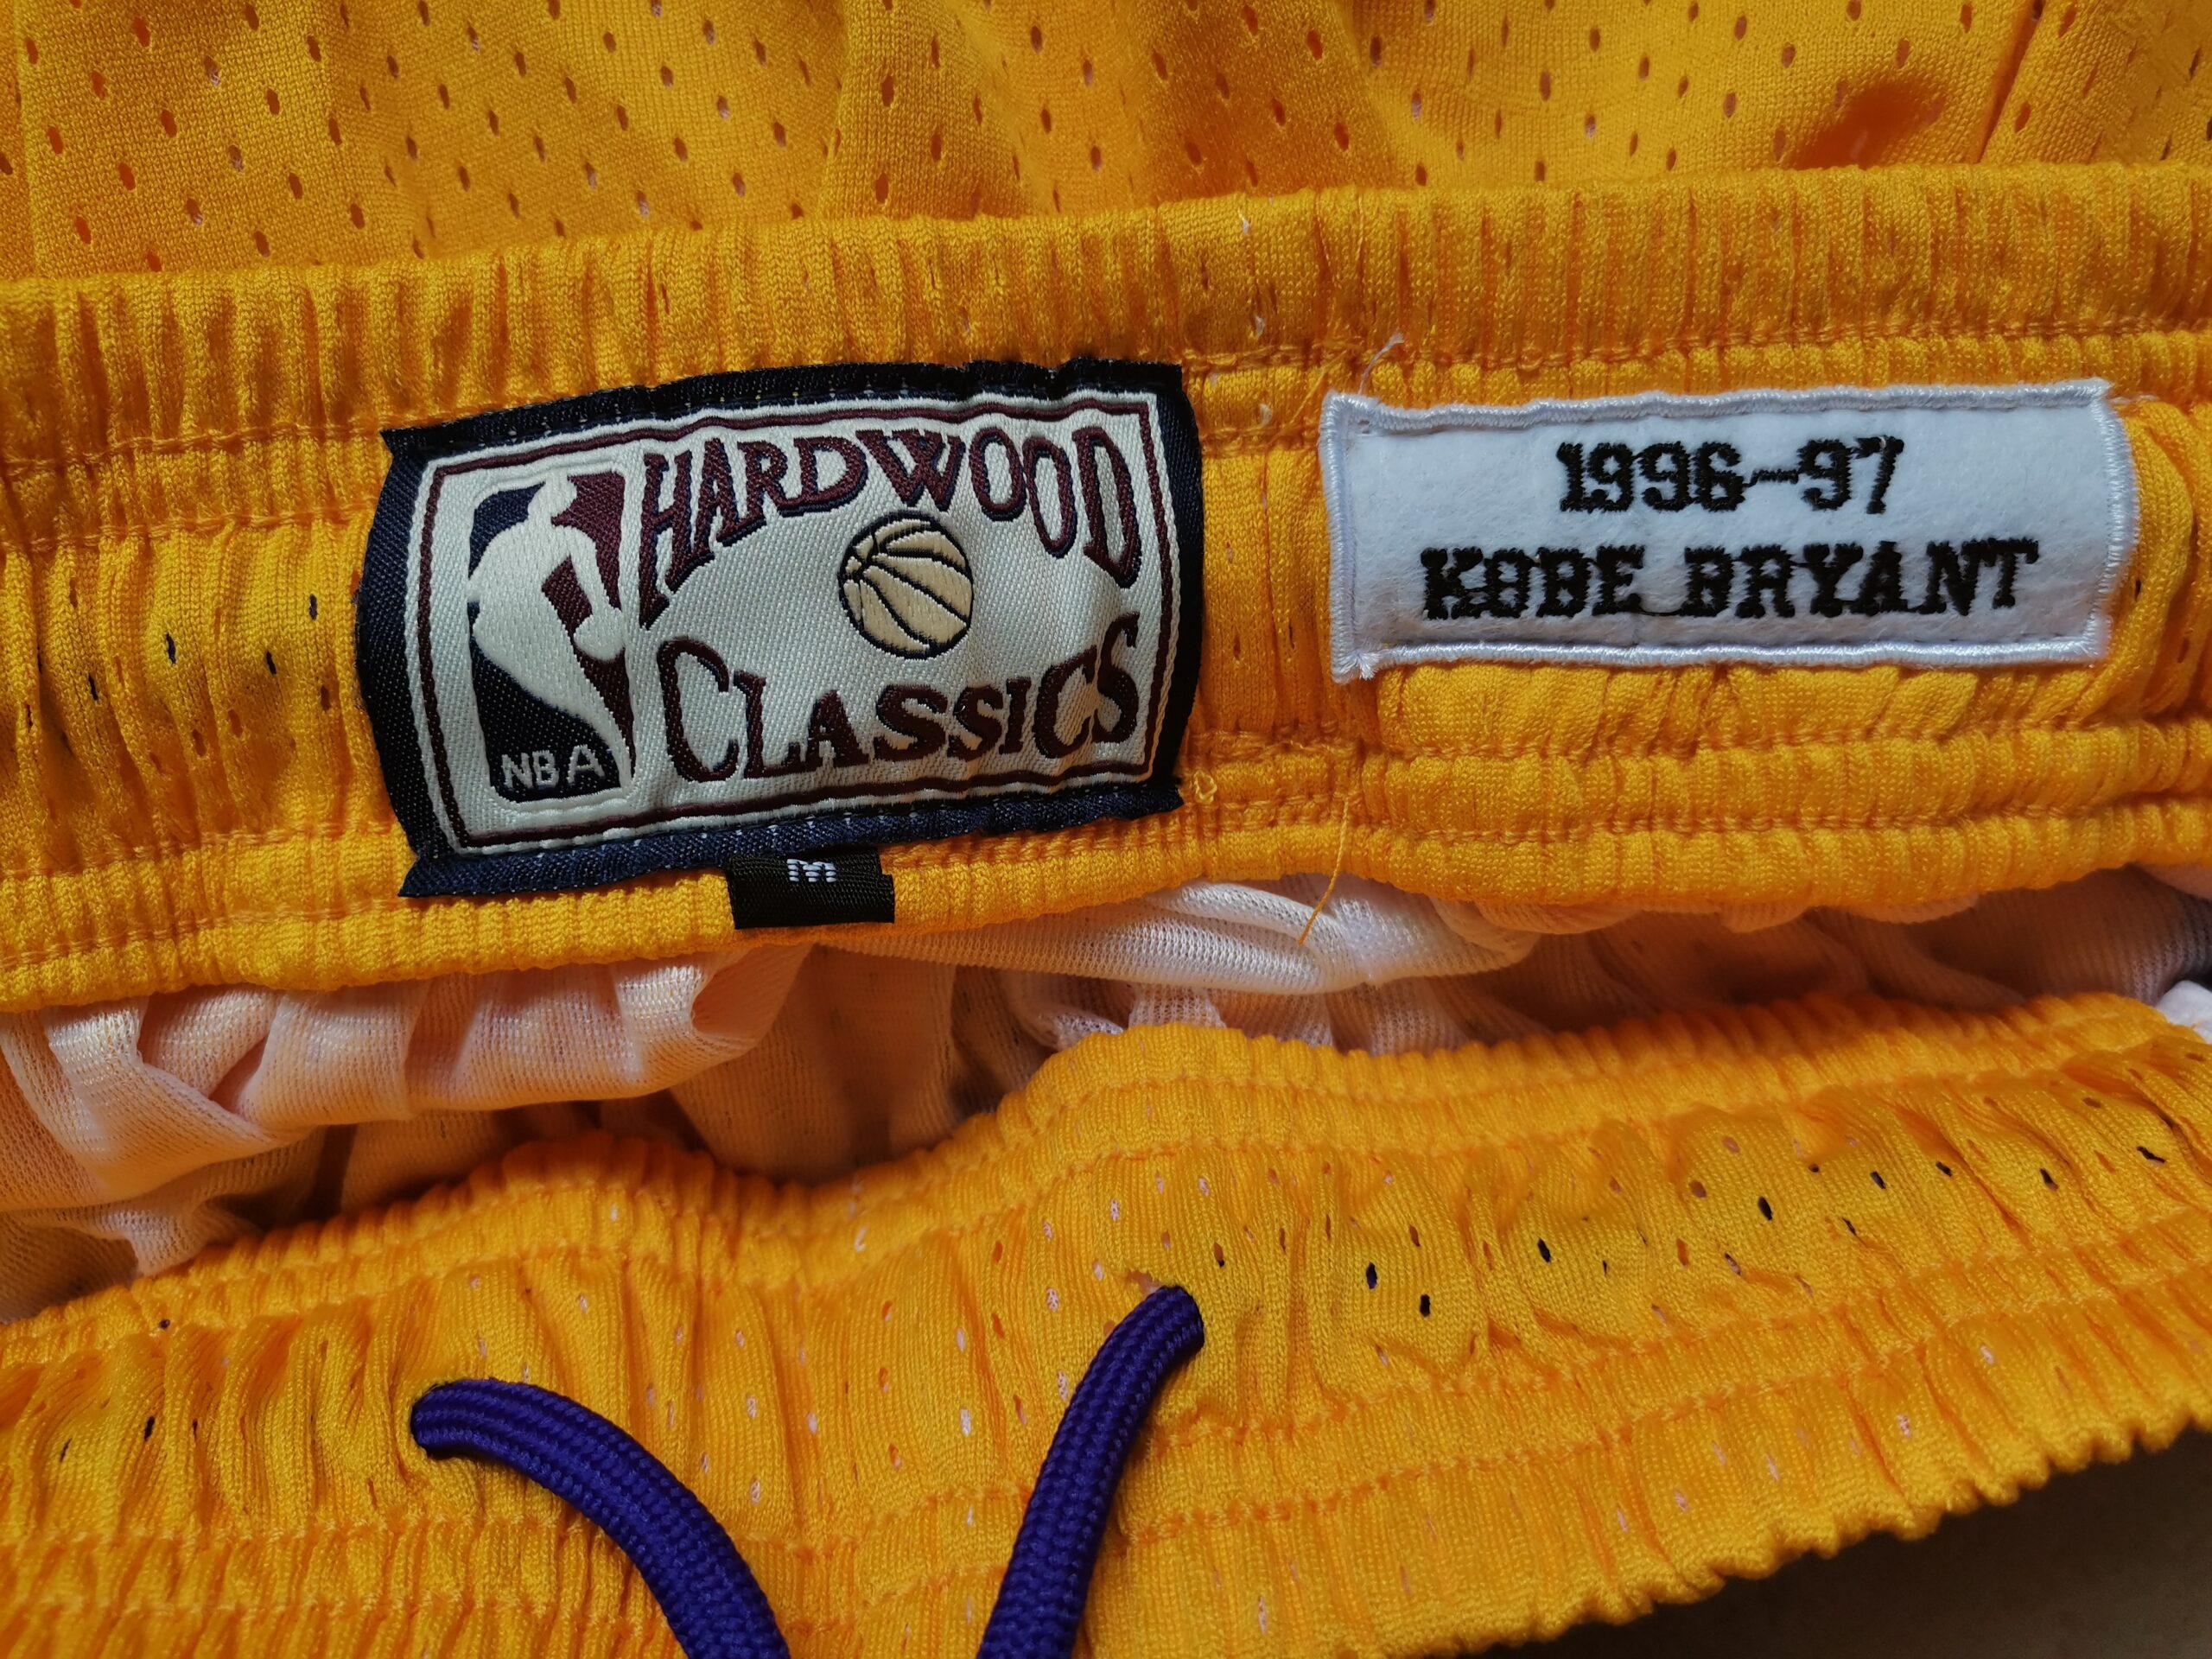 HARDWOOD
CLASSICS
NBA
M
1996-97
KOBE BRYANT